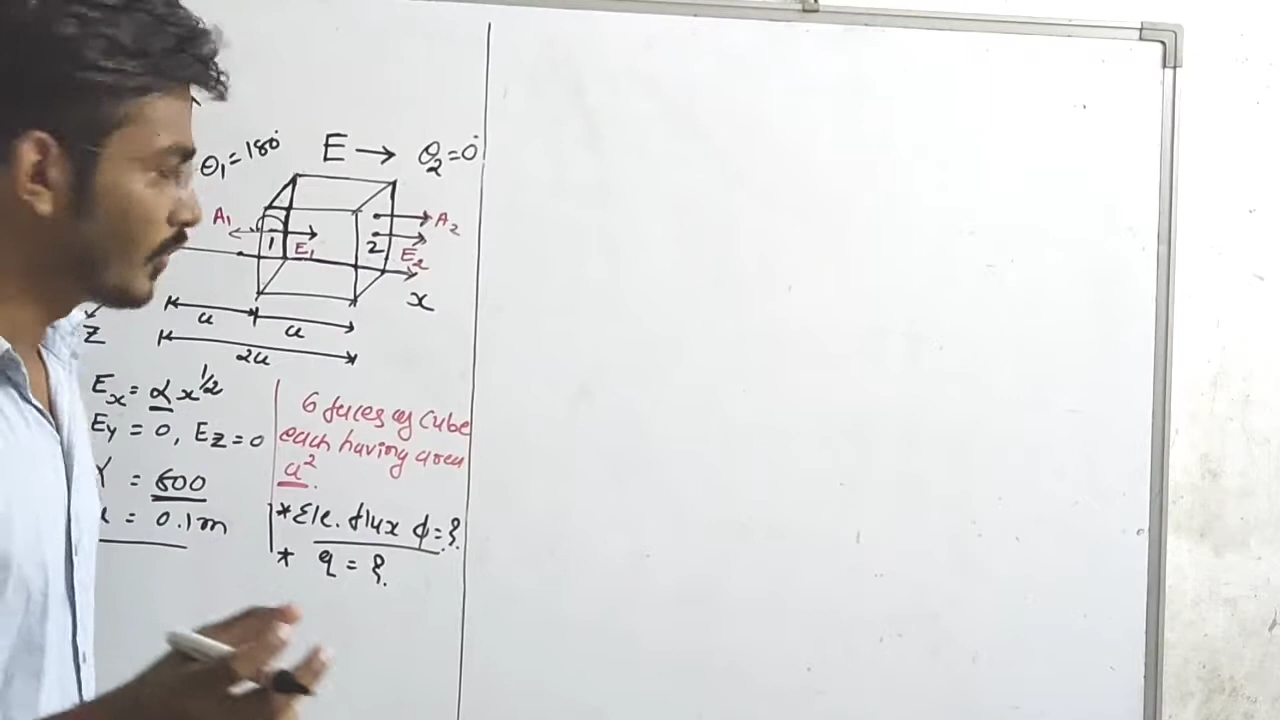 θ₁=180° E → θ₂=0°
A₁ A₂
1 E₁ 2 E₂
x
a a
Z
2a
Eₓ = αx^1/2
Ey = 0, Ez = 0
= 800
= 0.1m
6 faces of Cube
each having area
a².
* Ele. flux ϕ = ?
* q = ?